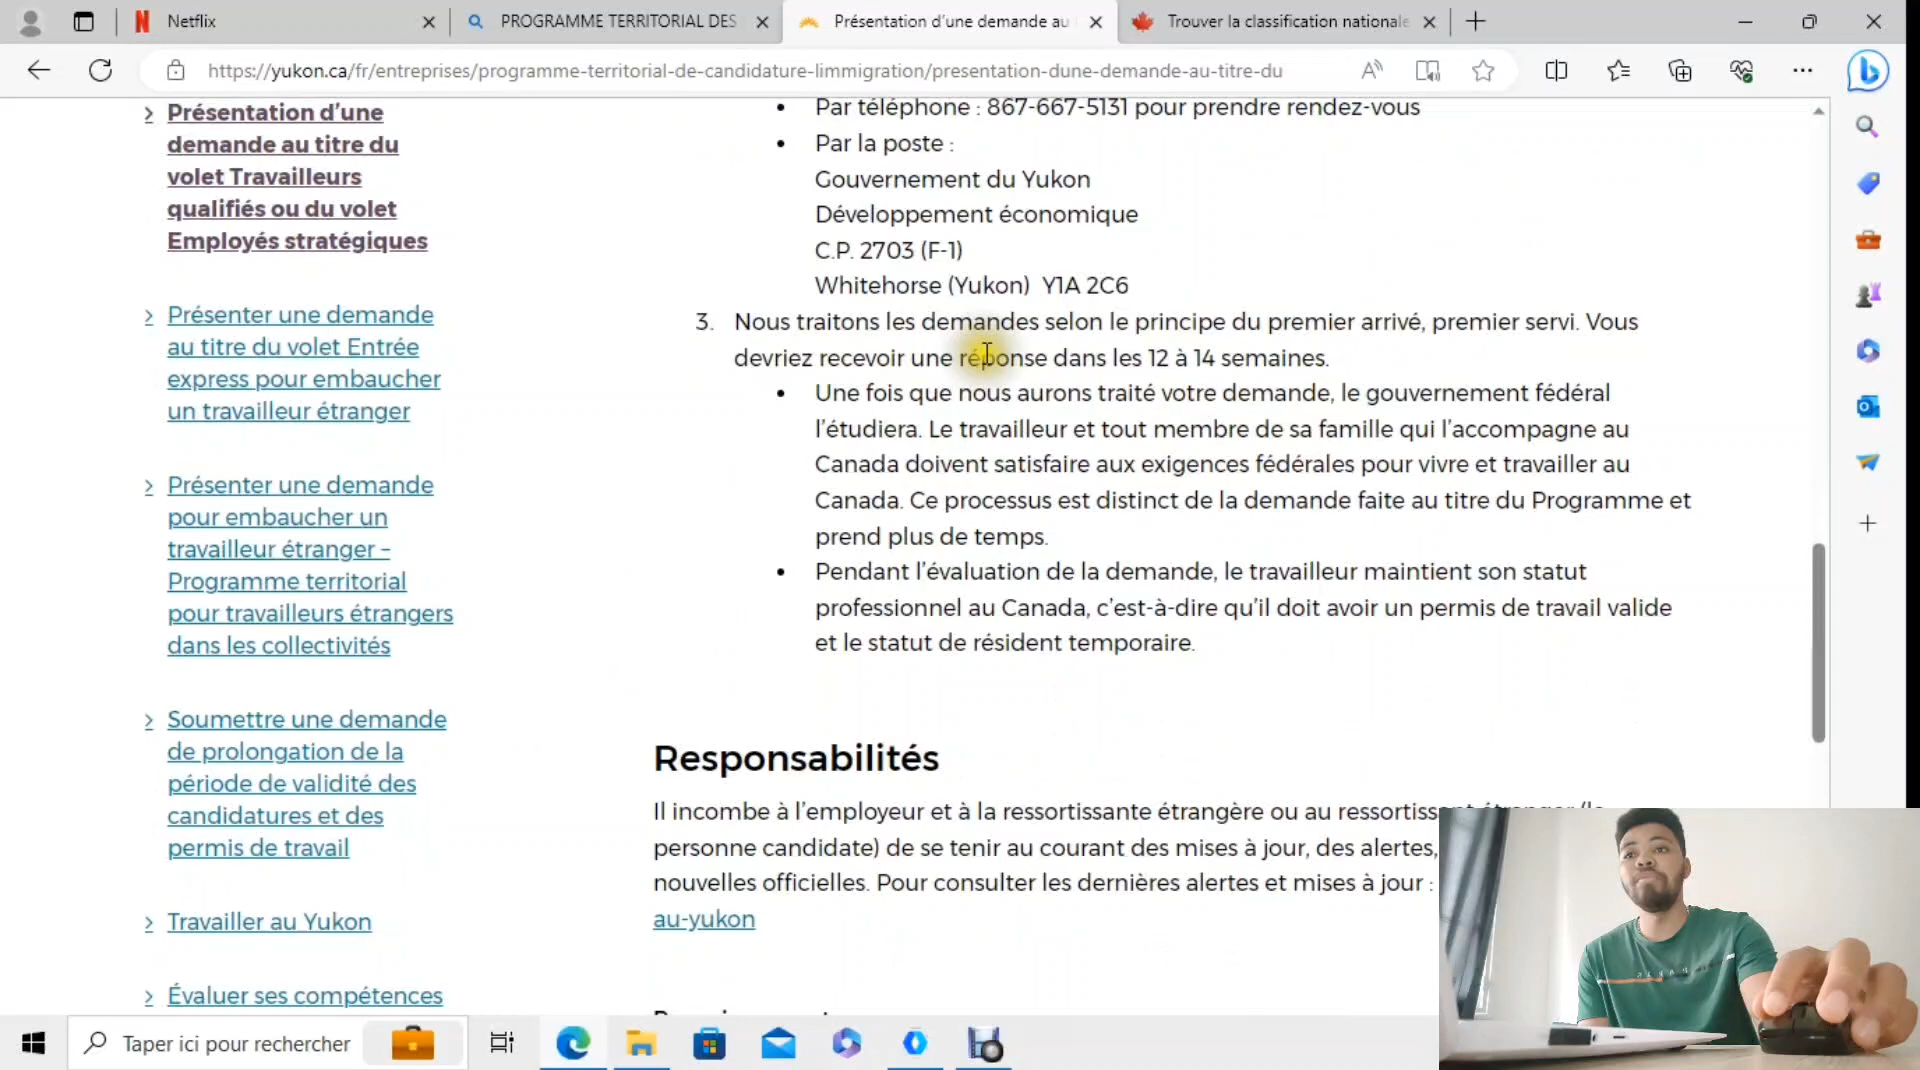 Netflix
PROGRAMME TERRITORIAL DES
Présentation d'une demande au
Trouver la classification nationale
https://yukon.ca/fr/entreprises/programme-territorial-de-candidature-limmigration/presentation-dune-demande-au-titre-du
Présentation d'une
demande au titre du
volet Travailleurs
qualifiés ou du volet
Employés stratégiques
Présenter une demande
au titre du volet Entrée
express pour embaucher
un travailleur étranger
Présenter une demande
pour embaucher un
travailleur étranger –
Programme territorial
pour travailleurs étrangers
dans les collectivités
Soumettre une demande
de prolongation de la
période de validité des
candidatures et des
permis de travail
Travailler au Yukon
Évaluer ses compétences
• Par téléphone : 867-667-5131 pour prendre rendez-vous
• Par la poste :
Gouvernement du Yukon
Développement économique
C.P. 2703 (F-1)
Whitehorse (Yukon) Y1A 2C6
3. Nous traitons les demandes selon le principe du premier arrivé, premier servi. Vous
devriez recevoir une réponse dans les 12 à 14 semaines.
• Une fois que nous aurons traité votre demande, le gouvernement fédéral
l'étudiera. Le travailleur et tout membre de sa famille qui l'accompagne au
Canada doivent satisfaire aux exigences fédérales pour vivre et travailler au
Canada. Ce processus est distinct de la demande faite au titre du Programme et
prend plus de temps.
• Pendant l'évaluation de la demande, le travailleur maintient son statut
professionnel au Canada, c'est-à-dire qu'il doit avoir un permis de travail valide
et le statut de résident temporaire.
Responsabilités
Il incombe à l'employeur et à la ressortissante étrangère ou au
personne candidate) de se tenir au courant des mises à jour, des alertes,
nouvelles officielles. Pour consulter les dernières alertes et mises à jour :
au-yukon
Taper ici pour rechercher